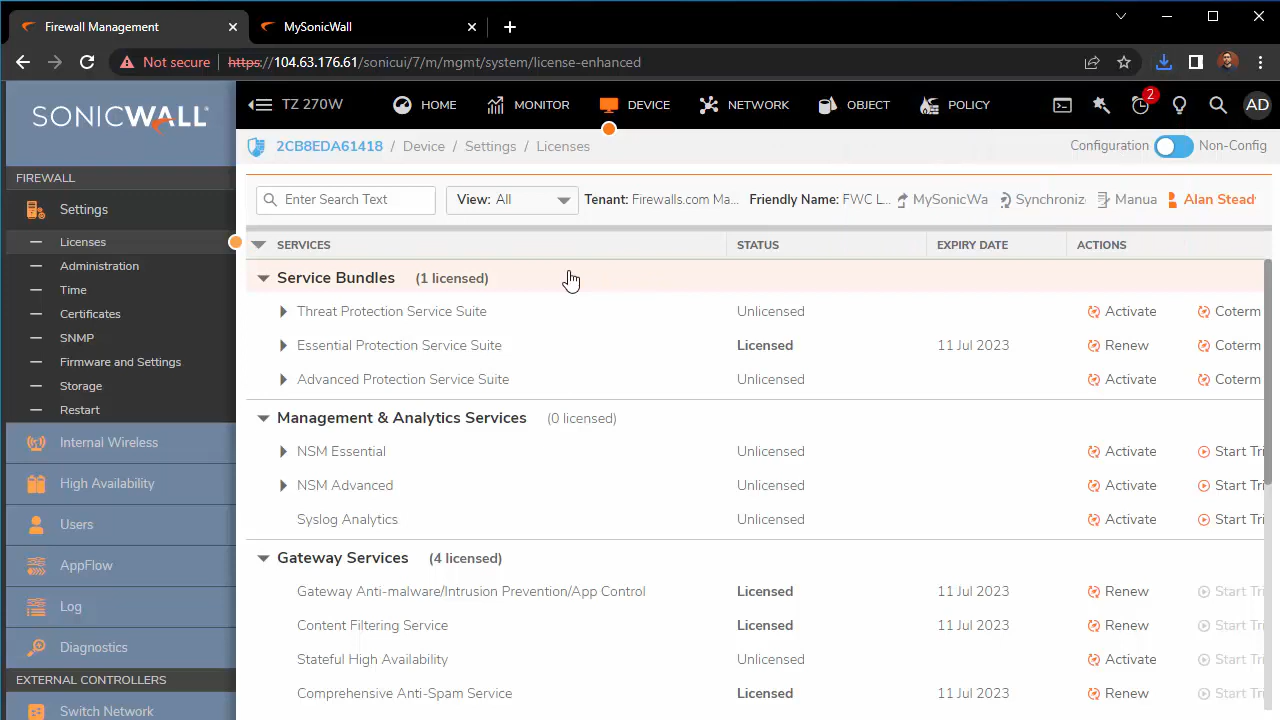 Firewall Management
MySonicWall
Not secure
https://104.63.176.61/sonicui/7/m/mgmt/system/license-enhanced
SONICWALL
TZ 270W
HOME
MONITOR
DEVICE
NETWORK
OBJECT
POLICY
2
AD
2CB8EDA61418 / Device / Settings / Licenses
Configuration
Non-Config
FIREWALL
Settings
Licenses
Administration
Time
Certificates
SNMP
Firmware and Settings
Storage
Restart
Internal Wireless
High Availability
Users
AppFlow
Log
Diagnostics
EXTERNAL CONTROLLERS
Switch Network
Enter Search Text
View: All
Tenant: Firewalls.com Ma...
Friendly Name: FWC L...
MySonicWa
Synchroniz
Manua
Alan Stead
SERVICES STATUS EXPIRY DATE ACTIONS
Service Bundles (1 licensed)
Threat Protection Service Suite Unlicensed Activate Coterm
Essential Protection Service Suite Licensed 11 Jul 2023 Renew Coterm
Advanced Protection Service Suite Unlicensed Activate Coterm
Management & Analytics Services (0 licensed)
NSM Essential Unlicensed Activate Start Tri
NSM Advanced Unlicensed Activate Start Tri
Syslog Analytics Unlicensed Activate Start Tri
Gateway Services (4 licensed)
Gateway Anti-malware/Intrusion Prevention/App Control Licensed 11 Jul 2023 Renew Start Tri
Content Filtering Service Licensed 11 Jul 2023 Renew Start Tri
Stateful High Availability Unlicensed Activate Start Tri
Comprehensive Anti-Spam Service Licensed 11 Jul 2023 Renew Start Tri